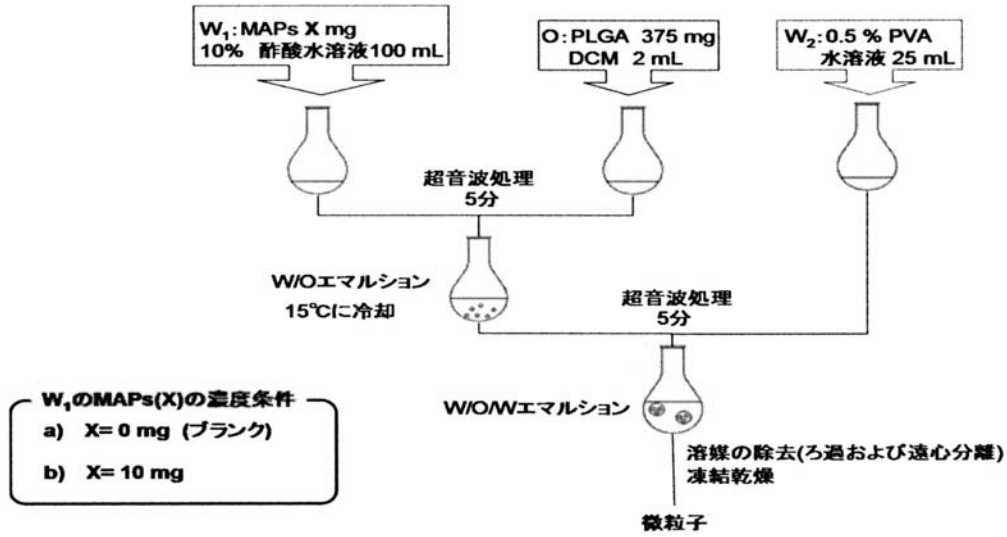 W₁:MAPs X mg
10% 酢酸水溶液100 mL
O:PLGA 375 mg
DCM 2 mL
W₂:0.5 % PVA
水溶液 25 mL
超音波処理
5分
W/Oエマルション
15℃に冷却
超音波処理
5分
W/O/Wエマルション
W₁のMAPs(X)の濃度条件
a) X= 0 mg (ブランク)
b) X= 10 mg
溶媒の除去(ろ過および遠心分離)
凍結乾燥
微粒子